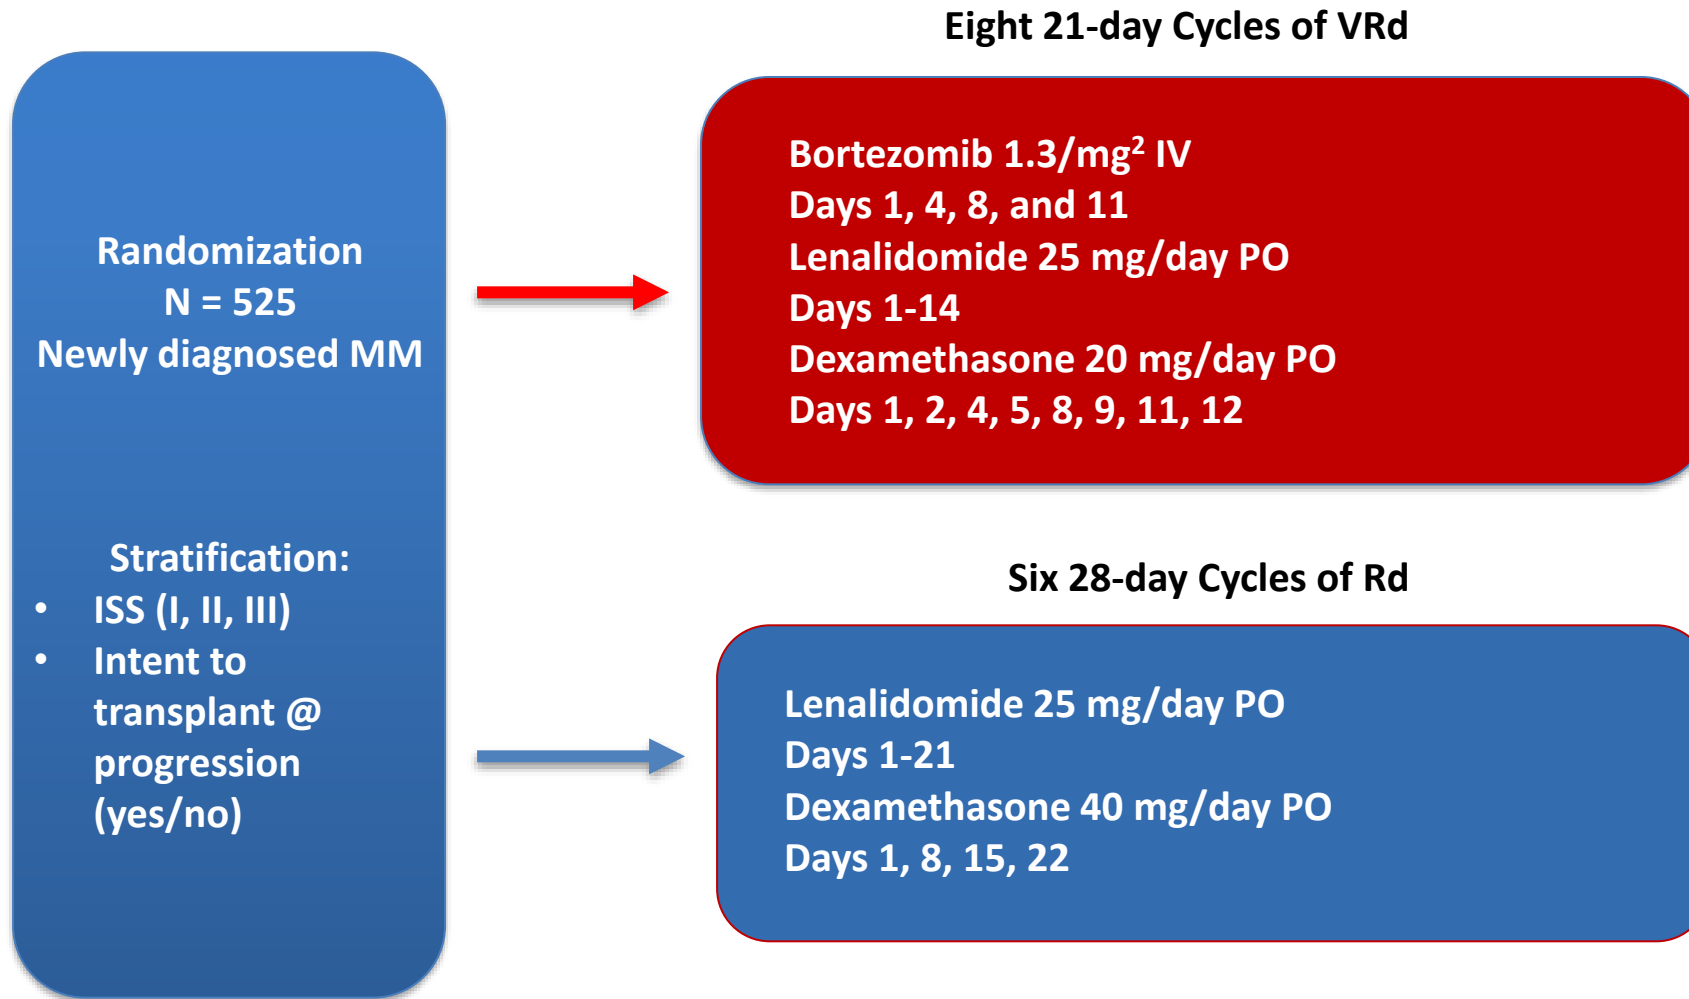 Eight 21-day Cycles of VRd
Randomization
N = 525
Newly diagnosed MM
Stratification:
• ISS (I, II, III)
• Intent to
transplant @
progression
(yes/no)
Bortezomib 1.3/mg² IV
Days 1, 4, 8, and 11
Lenalidomide 25 mg/day PO
Days 1-14
Dexamethasone 20 mg/day PO
Days 1, 2, 4, 5, 8, 9, 11, 12
Six 28-day Cycles of Rd
Lenalidomide 25 mg/day PO
Days 1-21
Dexamethasone 40 mg/day PO
Days 1, 8, 15, 22